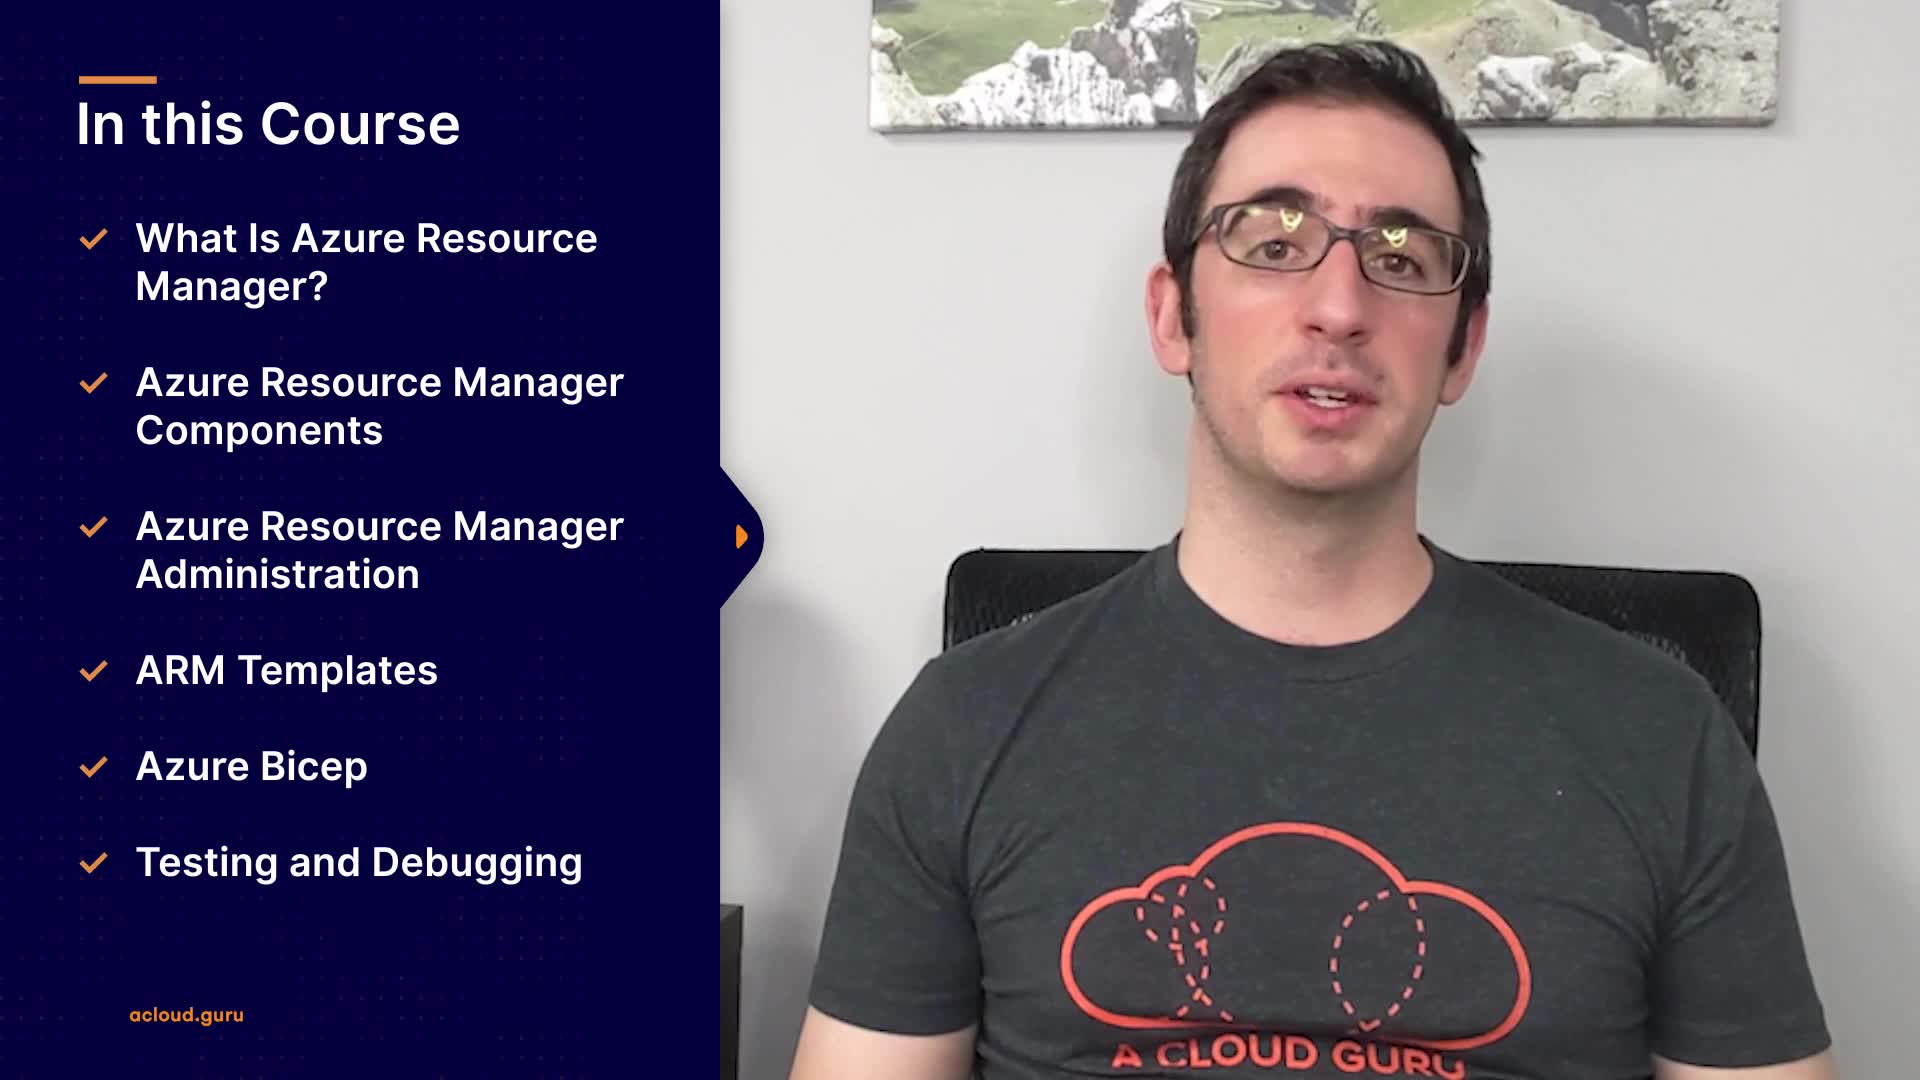 In this Course
What Is Azure Resource
Manager?
Azure Resource Manager
Components
Azure Resource Manager
Administration
ARM Templates
Azure Bicep
Testing and Debugging
acloud.guru
A CLOUD GURU